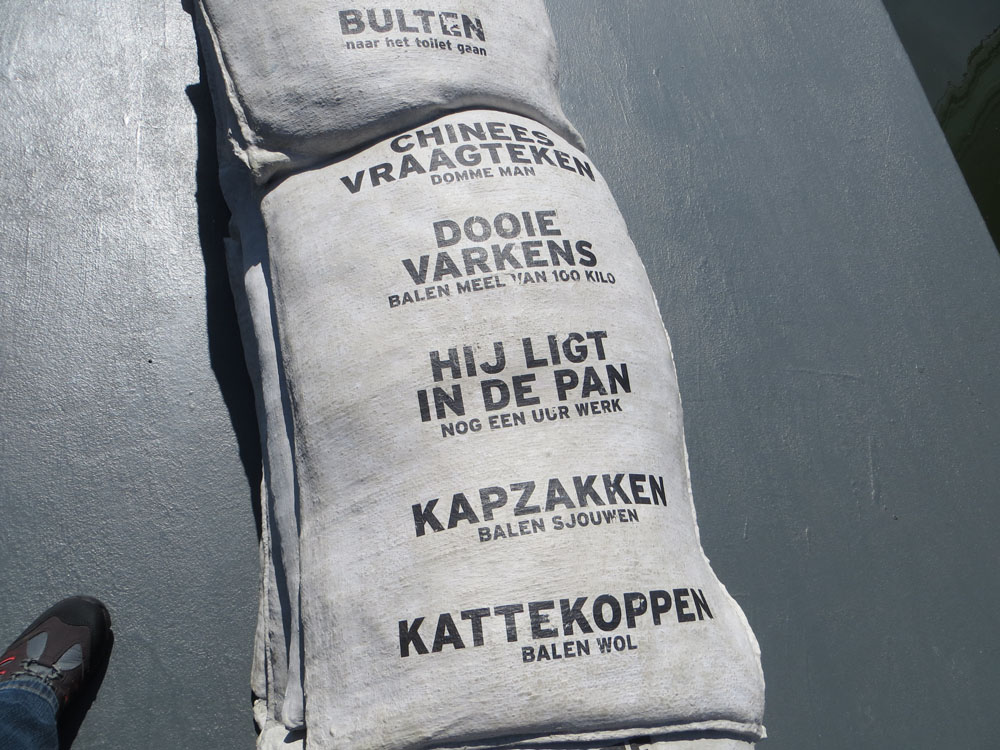 BULTEN
naar het toilet gaan
CHINEES
VRAAGTEKEN
DOMME MAN
DOOIE
VARKENS
BALEN MEEL VAN 100 KILO
HIJ LIGT
IN DE PAN
NOG EEN UUR WERK
KAPZAKKEN
BALEN SJOUWEN
KATTEKOPPEN
BALEN WOL